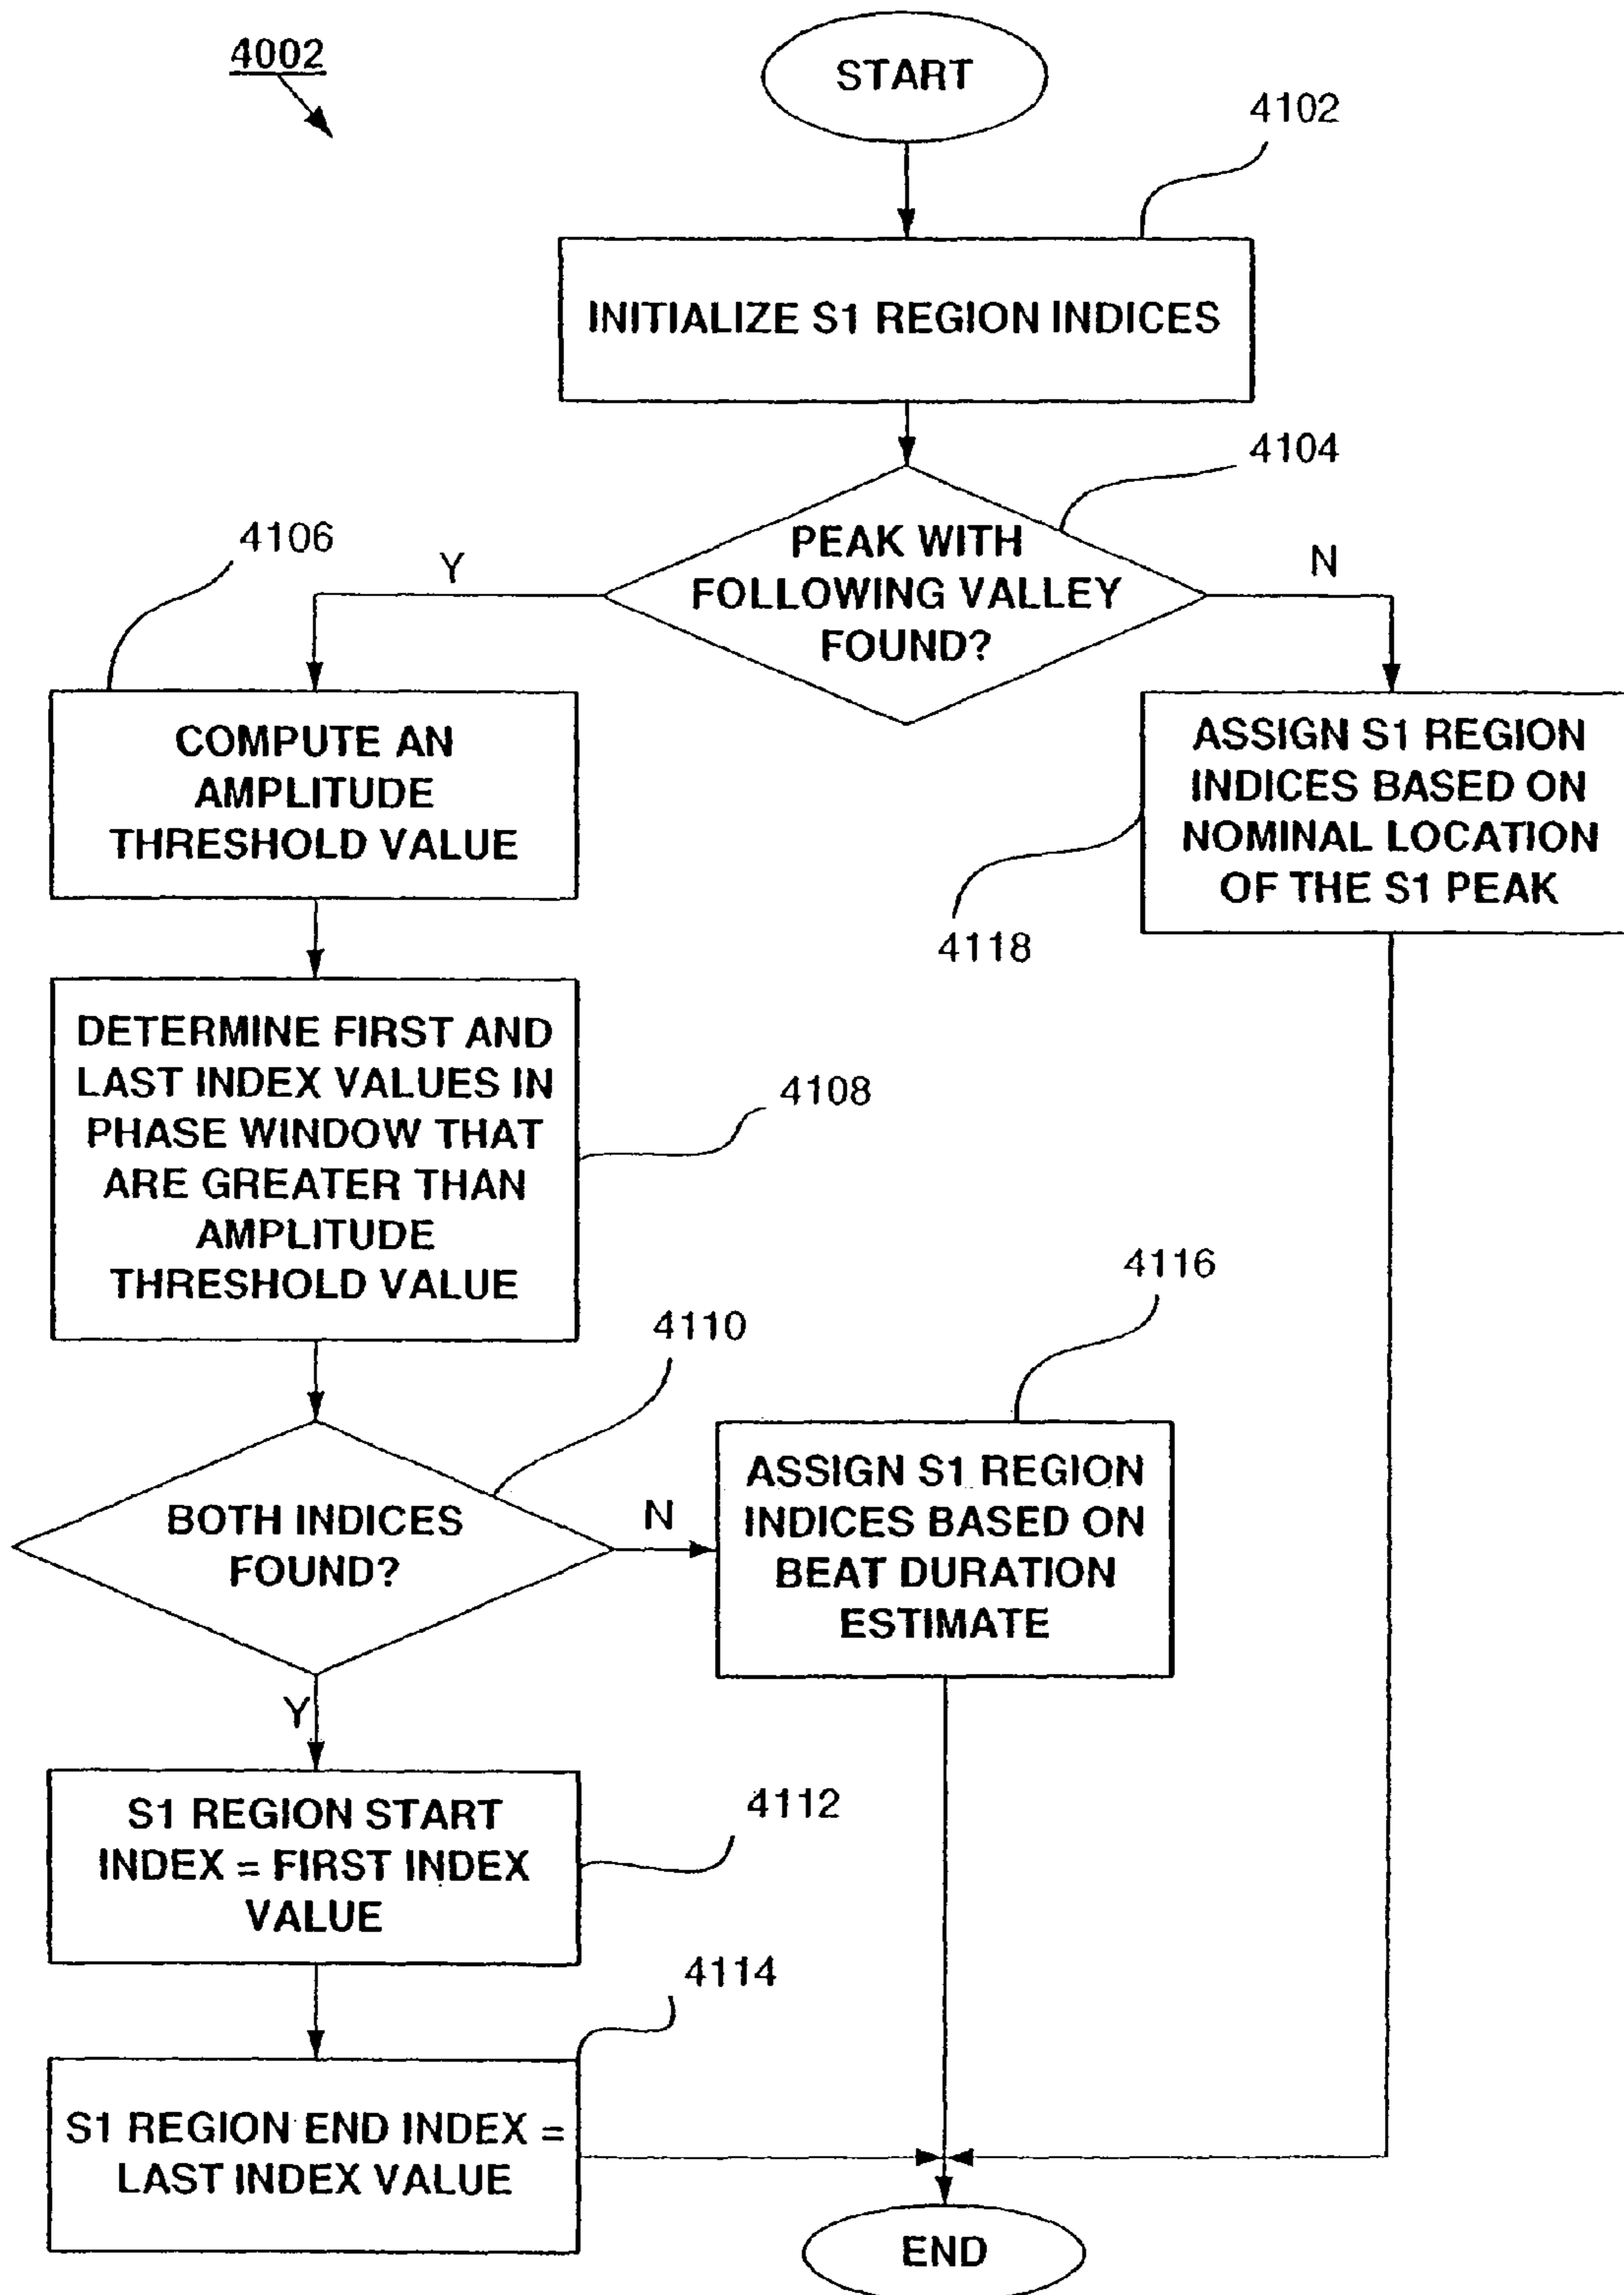 4002
START
4102
INITIALIZE S1 REGION INDICES
4104
PEAK WITH
FOLLOWING VALLEY
FOUND?
Y
N
4106
COMPUTE AN
AMPLITUDE
THRESHOLD VALUE
ASSIGN S1 REGION
INDICES BASED ON
NOMINAL LOCATION
OF THE S1 PEAK
4118
DETERMINE FIRST AND
LAST INDEX VALUES IN
PHASE WINDOW THAT
ARE GREATER THAN
AMPLITUDE
THRESHOLD VALUE
4108
4110
BOTH INDICES
FOUND?
N
Y
4116
ASSIGN S1 REGION
INDICES BASED ON
BEAT DURATION
ESTIMATE
S1 REGION START
INDEX = FIRST INDEX
VALUE
4112
4114
S1 REGION END INDEX =
LAST INDEX VALUE
END